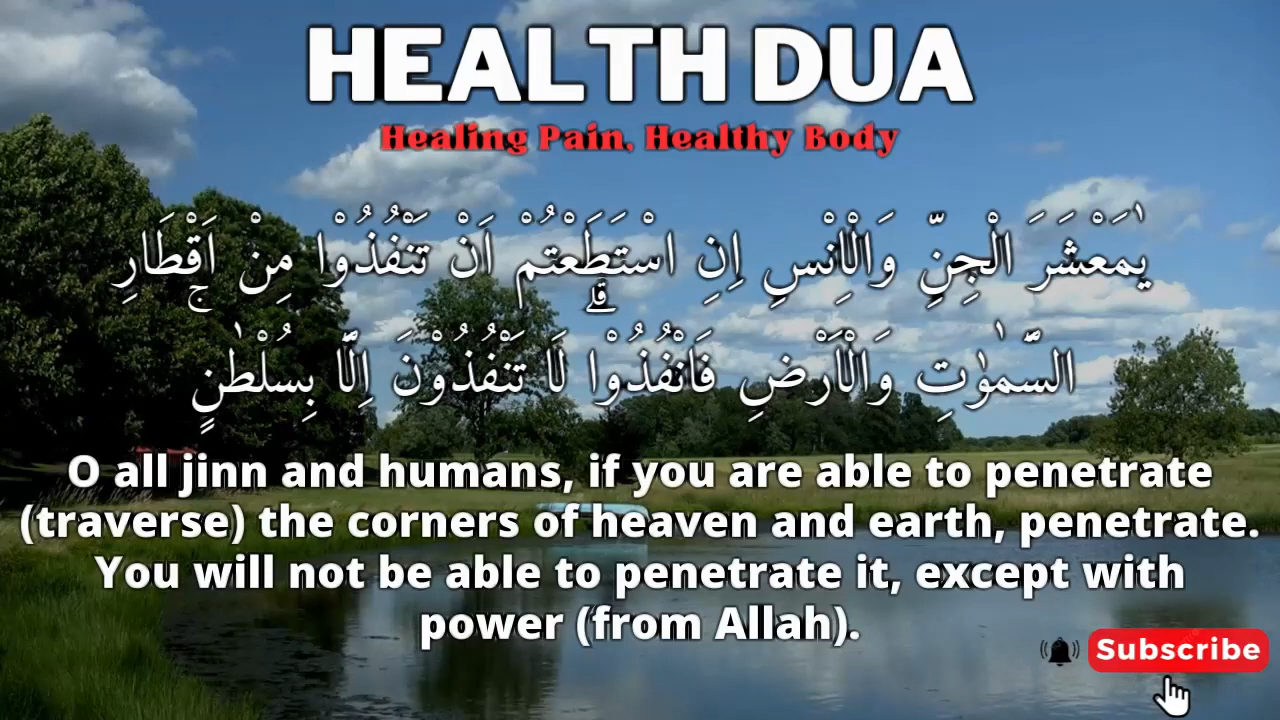 HEALTH DUA
Healing Pain, Healthy Body
يٰمَعْشَرَ الْجِنِّ وَالْاِنْسِ اِنِ اسْتَطَعْتُمْ اَنْ تَنْفُذُوْا مِنْ اَقْطَارِ
السَّمٰوٰتِ وَالْاَرْضِ فَانْفُذُوْاۗ لَا تَنْفُذُوْنَ اِلَّا بِسُلْطٰنٍۚ
O all jinn and humans, if you are able to penetrate
(traverse) the corners of heaven and earth, penetrate.
You will not be able to penetrate it, except with
power (from Allah).
Subscribe